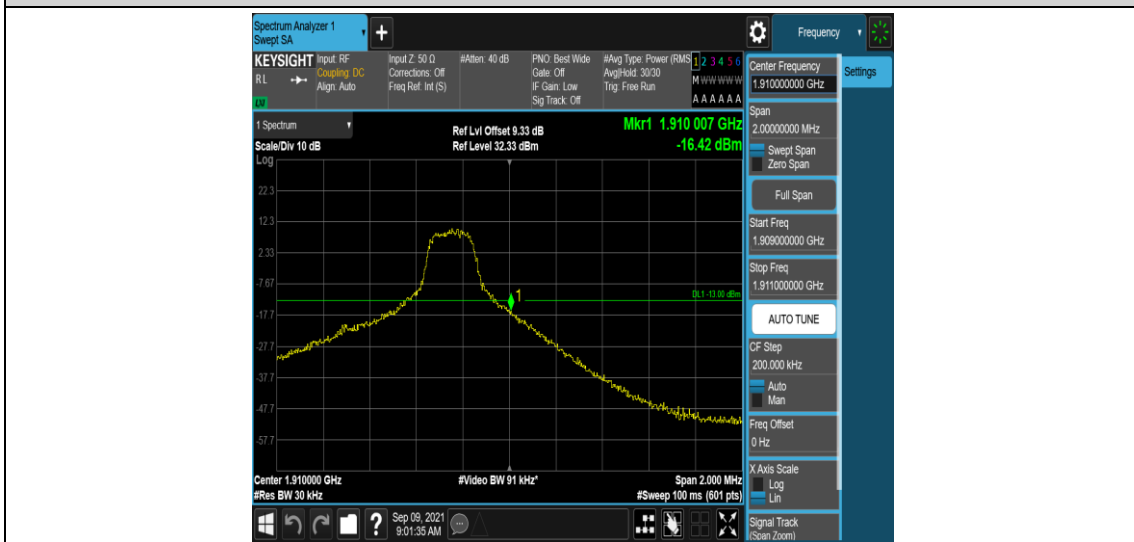 Spectrum Analyzer 1
Swept SA
+
Frequency
KEYSIGHT
RL
LXI
Input: RF
Coupling: DC
Align: Auto
Input Z: 50 Ω
Corrections: Off
Freq Ref: Int (S)
#Atten: 40 dB
PNO: Best Wide
Gate: Off
IF Gain: Low
Sig Track: Off
#Avg Type: Power (RMS
Avg|Hold: 30/30
Trig: Free Run
1 2 3 4 5 6
M W W W W W
A A A A A A
Center Frequency
1.910000000 GHz
Settings
Span
2.00000000 MHz
Swept Span
Zero Span
Full Span
Start Freq
1.909000000 GHz
Stop Freq
1.911000000 GHz
AUTO TUNE
CF Step
200.000 kHz
Auto
Man
Freq Offset
0 Hz
X Axis Scale
Log
Lin
Signal Track
(Span Zoom)
1 Spectrum
Scale/Div 10 dB
Ref Lvl Offset 9.33 dB
Ref Level 32.33 dBm
Mkr1 1.910 007 GHz
-16.42 dBm
Log
22.3
12.3
2.33
-7.67
-17.7
-27.7
-37.7
-47.7
-57.7
1
DL1 -13.00 dBm
Center 1.910000 GHz
#Res BW 30 kHz
#Video BW 91 kHz*
Span 2.000 MHz
#Sweep 100 ms (601 pts)
?
Sep 09, 2021
9:01:35 AM